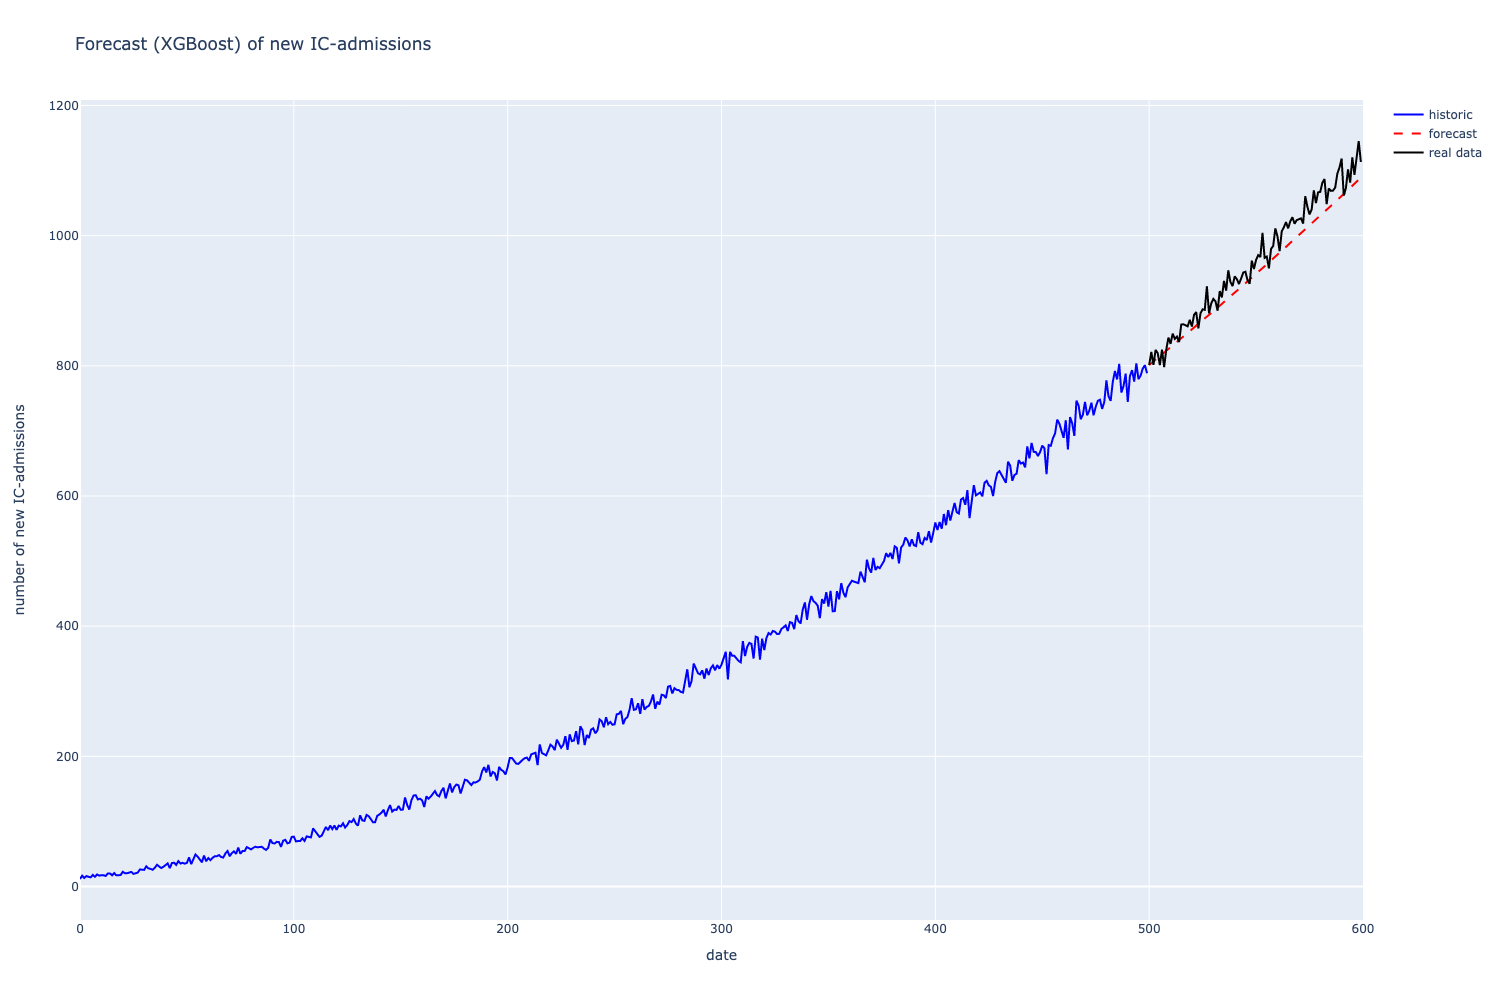 Forecast (XGBoost) of new IC-admissions
historic
forecast
real data
1200
1000
800
600
400
200
0
number of new IC-admissions
0 100 200 300 400 500 600
date